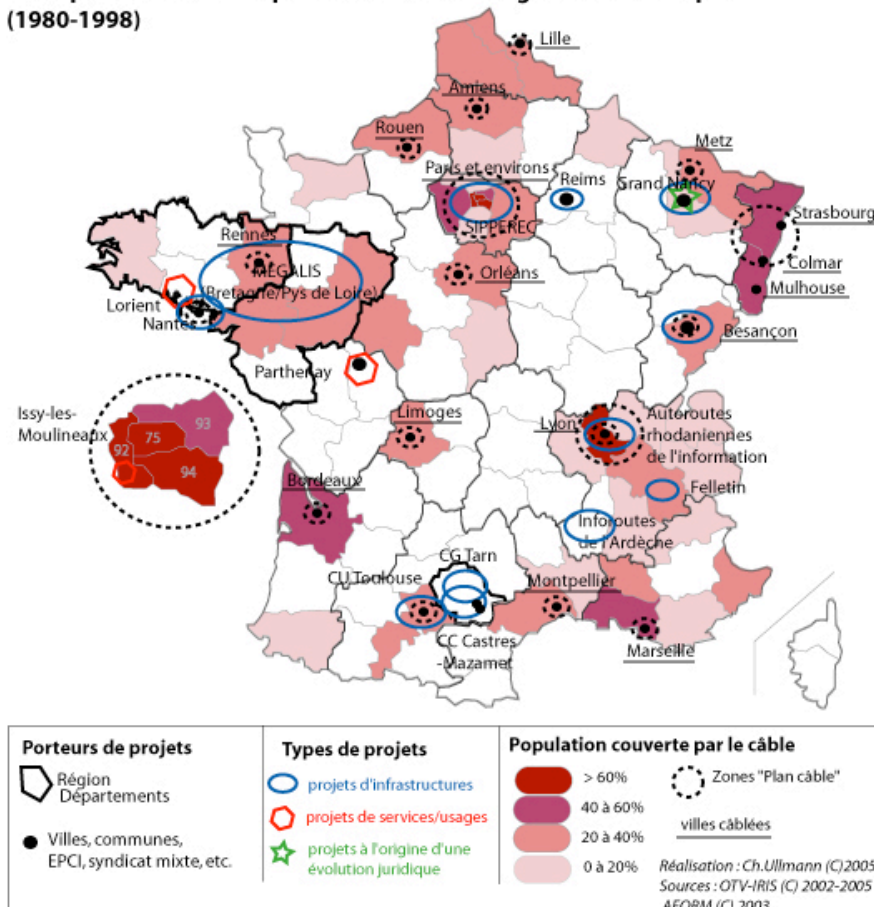 (1980-1998)
Lille
Amiens
Rouen
Metz
Paris et environs
Reims
Grand Nancy
Strasbourg
SIPPEREC
Rennes
Colmar
MEGALIS
Orléans
(Bretagne/Pys de Loire)
Mulhouse
Lorient
Nantes
Besançon
Parthenay
Issy-les-
Moulineaux
93
75
92
94
Limoges
Lyon
Autoroutes
rhodaniennes
de l'information
Bordeaux
Felletin
Inforoutes
de l'Ardèche
CG Tarn
CU Toulouse
Montpellier
CC Castres
-Mazamet
Marseille
Porteurs de projets
Région
Départements
Villes, communes,
EPCI, syndicat mixte, etc.
Types de projets
projets d'infrastructures
projets de services/usages
projets à l'origine d'une
évolution juridique
Population couverte par le câble
> 60%
40 à 60%
20 à 40%
0 à 20%
Zones "Plan câble"
villes câblées
Réalisation : Ch.Ullmann (C)2005
Sources : OTV-IRIS (C) 2002-2005
AFORM (C) 2003